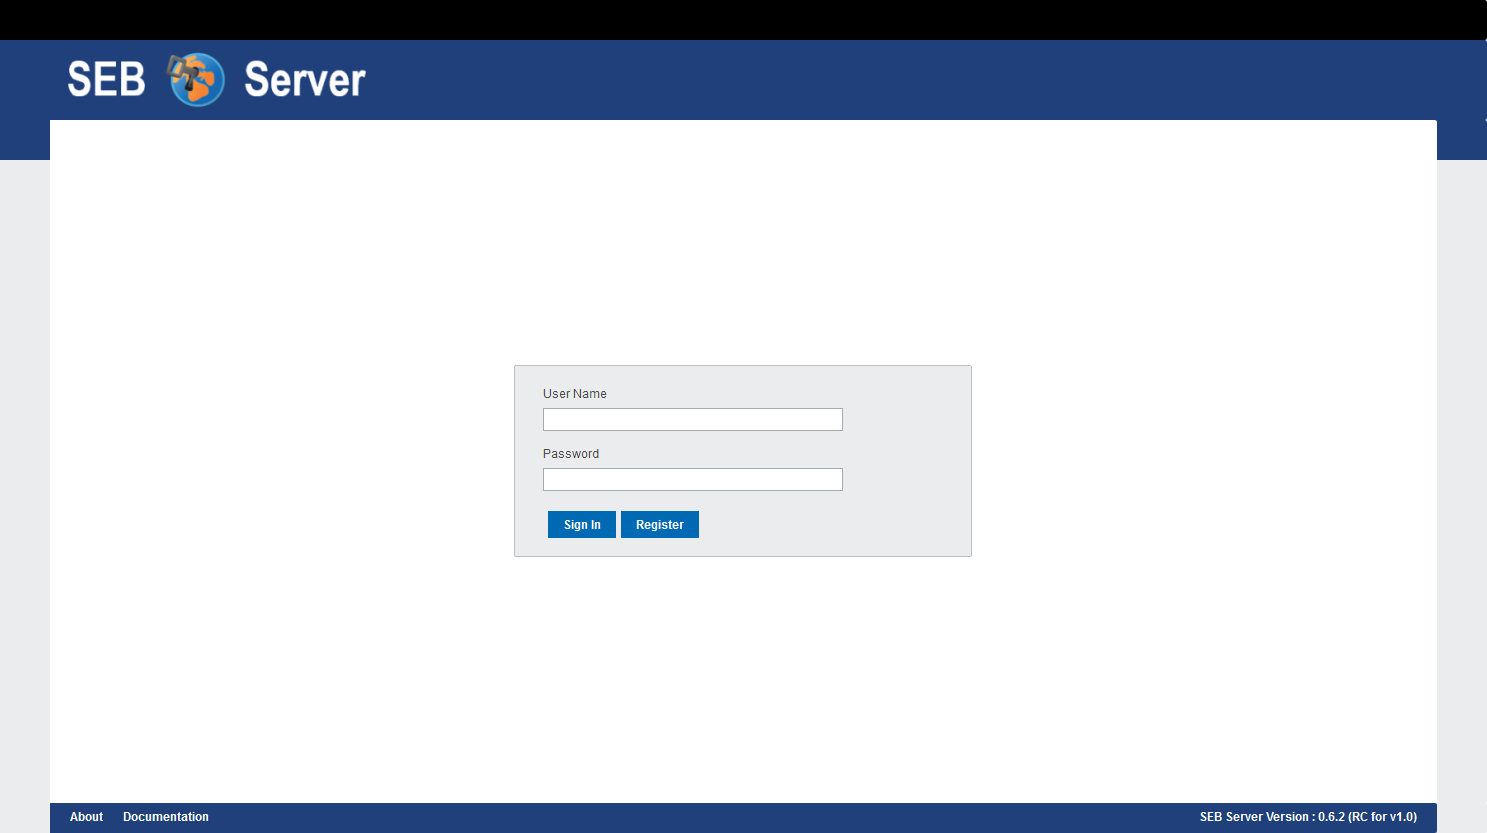 SEB Server
User Name
Password
Sign In Register
About Documentation SEB Server Version : 0.6.2 (RC for v1.0)